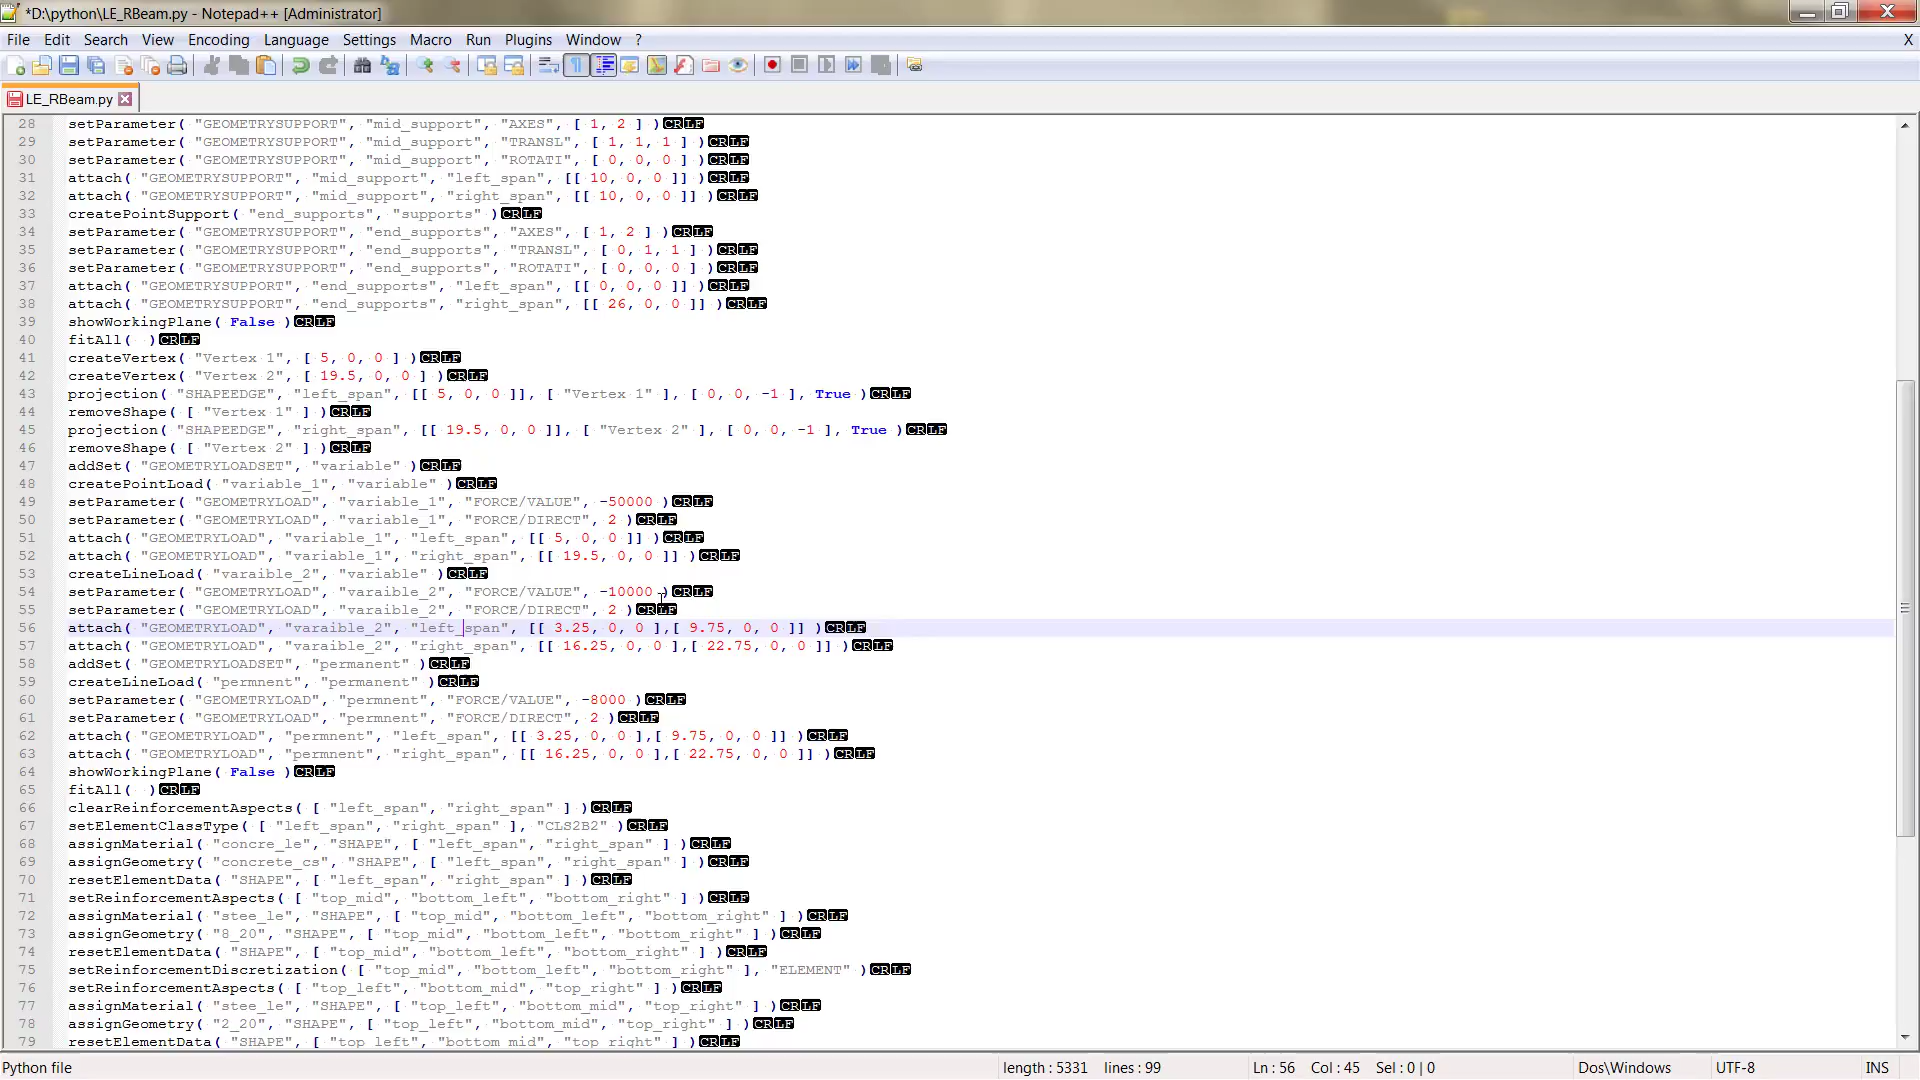 *D:\python\LE_RBeam.py - Notepad++ [Administrator]
File Edit Search View Encoding Language Settings Macro Run Plugins Window ? X
LE_RBeam.py
28 setParameter( "GEOMETRYSUPPORT", "mid_support", "AXES", [ 1, 2 ] )CRLF
29 setParameter( "GEOMETRYSUPPORT", "mid_support", "TRANSL", [ 1, 1, 1 ] )CRLF
30 setParameter( "GEOMETRYSUPPORT", "mid_support", "ROTATI", [ 0, 0, 0 ] )CRLF
31 attach( "GEOMETRYSUPPORT", "mid_support", "left_span", [[ 10, 0, 0 ]] )CRLF
32 attach( "GEOMETRYSUPPORT", "mid_support", "right_span", [[ 10, 0, 0 ]] )CRLF
33 createPointSupport( "end_supports", "supports" )CRLF
34 setParameter( "GEOMETRYSUPPORT", "end_supports", "AXES", [ 1, 2 ] )CRLF
35 setParameter( "GEOMETRYSUPPORT", "end_supports", "TRANSL", [ 0, 1, 1 ] )CRLF
36 setParameter( "GEOMETRYSUPPORT", "end_supports", "ROTATI", [ 0, 0, 0 ] )CRLF
37 attach( "GEOMETRYSUPPORT", "end_supports", "left_span", [[ 0, 0, 0 ]] )CRLF
38 attach( "GEOMETRYSUPPORT", "end_supports", "right_span", [[ 26, 0, 0 ]] )CRLF
39 showWorkingPlane( False )CRLF
40 fitAll( )CRLF
41 createVertex( "Vertex 1", [ 5, 0, 0 ] )CRLF
42 createVertex( "Vertex 2", [ 19.5, 0, 0 ] )CRLF
43 projection( "SHAPEEDGE", "left_span", [[ 5, 0, 0 ]], [ "Vertex 1" ], [ 0, 0, -1 ], True )CRLF
44 removeShape( [ "Vertex 1" ] )CRLF
45 projection( "SHAPEEDGE", "right_span", [[ 19.5, 0, 0 ]], [ "Vertex 2" ], [ 0, 0, -1 ], True )CRLF
46 removeShape( [ "Vertex 2" ] )CRLF
47 addSet( "GEOMETRYLOADSET", "variable" )CRLF
48 createPointLoad( "variable_1", "variable" )CRLF
49 setParameter( "GEOMETRYLOAD", "variable_1", "FORCE/VALUE", -50000 )CRLF
50 setParameter( "GEOMETRYLOAD", "variable_1", "FORCE/DIRECT", 2 )CRLF
51 attach( "GEOMETRYLOAD", "variable_1", "left_span", [[ 5, 0, 0 ]] )CRLF
52 attach( "GEOMETRYLOAD", "variable_1", "right_span", [[ 19.5, 0, 0 ]] )CRLF
53 createLineLoad( "varaible_2", "variable" )CRLF
54 setParameter( "GEOMETRYLOAD", "varaible_2", "FORCE/VALUE", -10000 )CRLF
55 setParameter( "GEOMETRYLOAD", "varaible_2", "FORCE/DIRECT", 2 )CRLF
56 attach( "GEOMETRYLOAD", "varaible_2", "left_span", [[ 3.25, 0, 0 ],[ 9.75, 0, 0 ]] )CRLF
57 attach( "GEOMETRYLOAD", "varaible_2", "right_span", [[ 16.25, 0, 0 ],[ 22.75, 0, 0 ]] )CRLF
58 addSet( "GEOMETRYLOADSET", "permanent" )CRLF
59 createLineLoad( "permnent", "permanent" )CRLF
60 setParameter( "GEOMETRYLOAD", "permnent", "FORCE/VALUE", -8000 )CRLF
61 setParameter( "GEOMETRYLOAD", "permnent", "FORCE/DIRECT", 2 )CRLF
62 attach( "GEOMETRYLOAD", "permnent", "left_span", [[ 3.25, 0, 0 ],[ 9.75, 0, 0 ]] )CRLF
63 attach( "GEOMETRYLOAD", "permnent", "right_span", [[ 16.25, 0, 0 ],[ 22.75, 0, 0 ]] )CRLF
64 showWorkingPlane( False )CRLF
65 fitAll( )CRLF
66 clearReinforcementAspects( [ "left_span", "right_span" ] )CRLF
67 setElementClassType( [ "left_span", "right_span" ], "CLS2B2" )CRLF
68 assignMaterial( "concre_le", "SHAPE", [ "left_span", "right_span" ] )CRLF
69 assignGeometry( "concrete_cs", "SHAPE", [ "left_span", "right_span" ] )CRLF
70 resetElementData( "SHAPE", [ "left_span", "right_span" ] )CRLF
71 setReinforcementAspects( [ "top_mid", "bottom_left", "bottom_right" ] )CRLF
72 assignMaterial( "stee_le", "SHAPE", [ "top_mid", "bottom_left", "bottom_right" ] )CRLF
73 assignGeometry( "8_20", "SHAPE", [ "top_mid", "bottom_left", "bottom_right" ] )CRLF
74 resetElementData( "SHAPE", [ "top_mid", "bottom_left", "bottom_right" ] )CRLF
75 setReinforcementDiscretization( [ "top_mid", "bottom_left", "bottom_right" ], "ELEMENT" )CRLF
76 setReinforcementAspects( [ "top_left", "bottom_mid", "top_right" ] )CRLF
77 assignMaterial( "stee_le", "SHAPE", [ "top_left", "bottom_mid", "top_right" ] )CRLF
78 assignGeometry( "2_20", "SHAPE", [ "top_left", "bottom_mid", "top_right" ] )CRLF
79 resetElementData( "SHAPE", [ "top_left", "bottom_mid", "top_right" ] )CRLF
Python file length : 5331 lines : 99 Ln : 56 Col : 45 Sel : 0 | 0 Dos\Windows UTF-8 INS